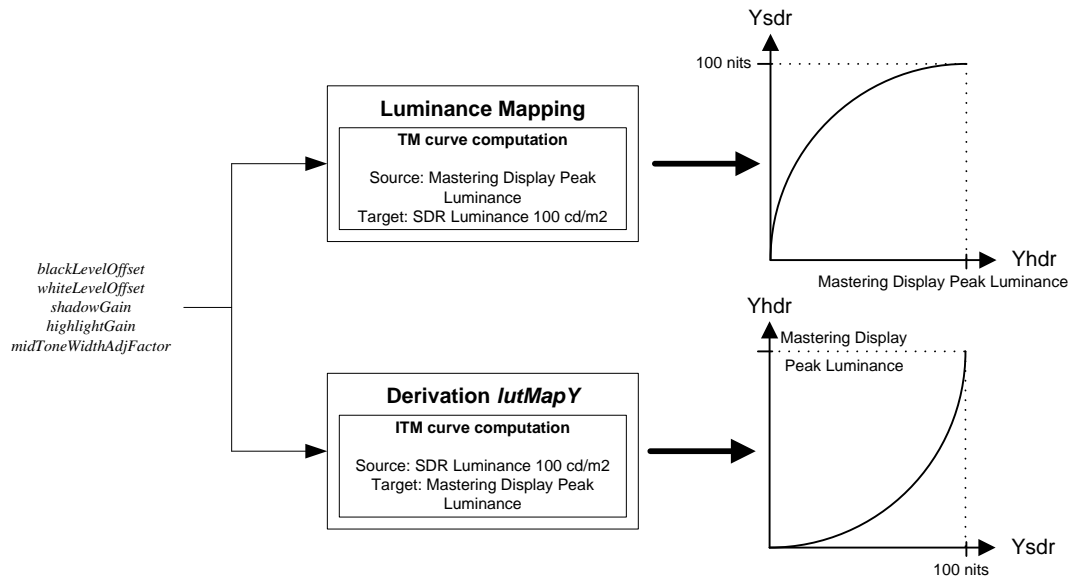 Ysdr
100 nits
Luminance Mapping
TM curve computation
Source: Mastering Display Peak
Luminance
Target: SDR Luminance 100 cd/m2
Yhdr
Mastering Display Peak Luminance
blackLevelOffset
whiteLevelOffset
shadowGain
highlightGain
midToneWidthAdjFactor
Yhdr
Mastering Display
Peak Luminance
Derivation lutMapY
ITM curve computation
Source: SDR Luminance 100 cd/m2
Target: Mastering Display Peak
Luminance
Ysdr
100 nits